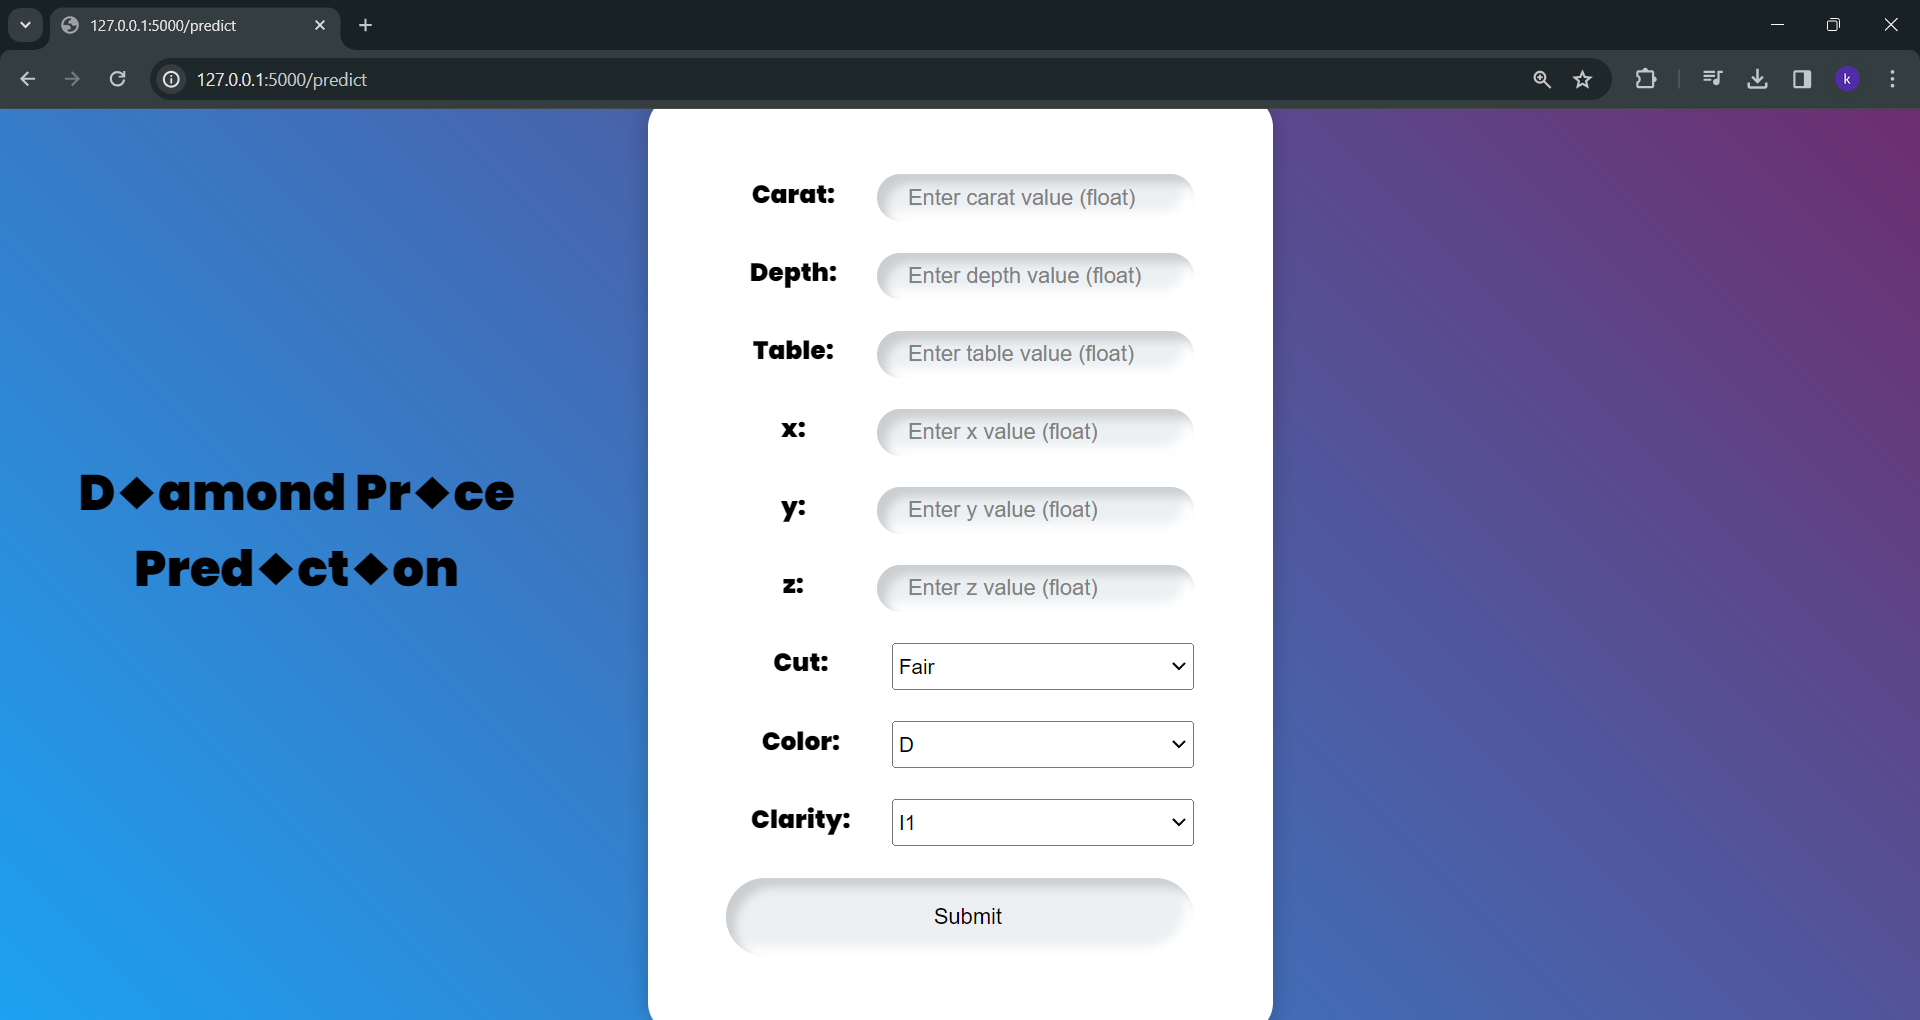 127.0.0.1:5000/predict
127.0.0.1:5000/predict
k
Carat: Enter carat value (float)
Depth: Enter depth value (float)
Table: Enter table value (float)
x: Enter x value (float)
y: Enter y value (float)
z: Enter z value (float)
D◆amond Pr◆ce
Pred◆ct◆on
Cut: Fair
Color: D
Clarity: I1
Submit